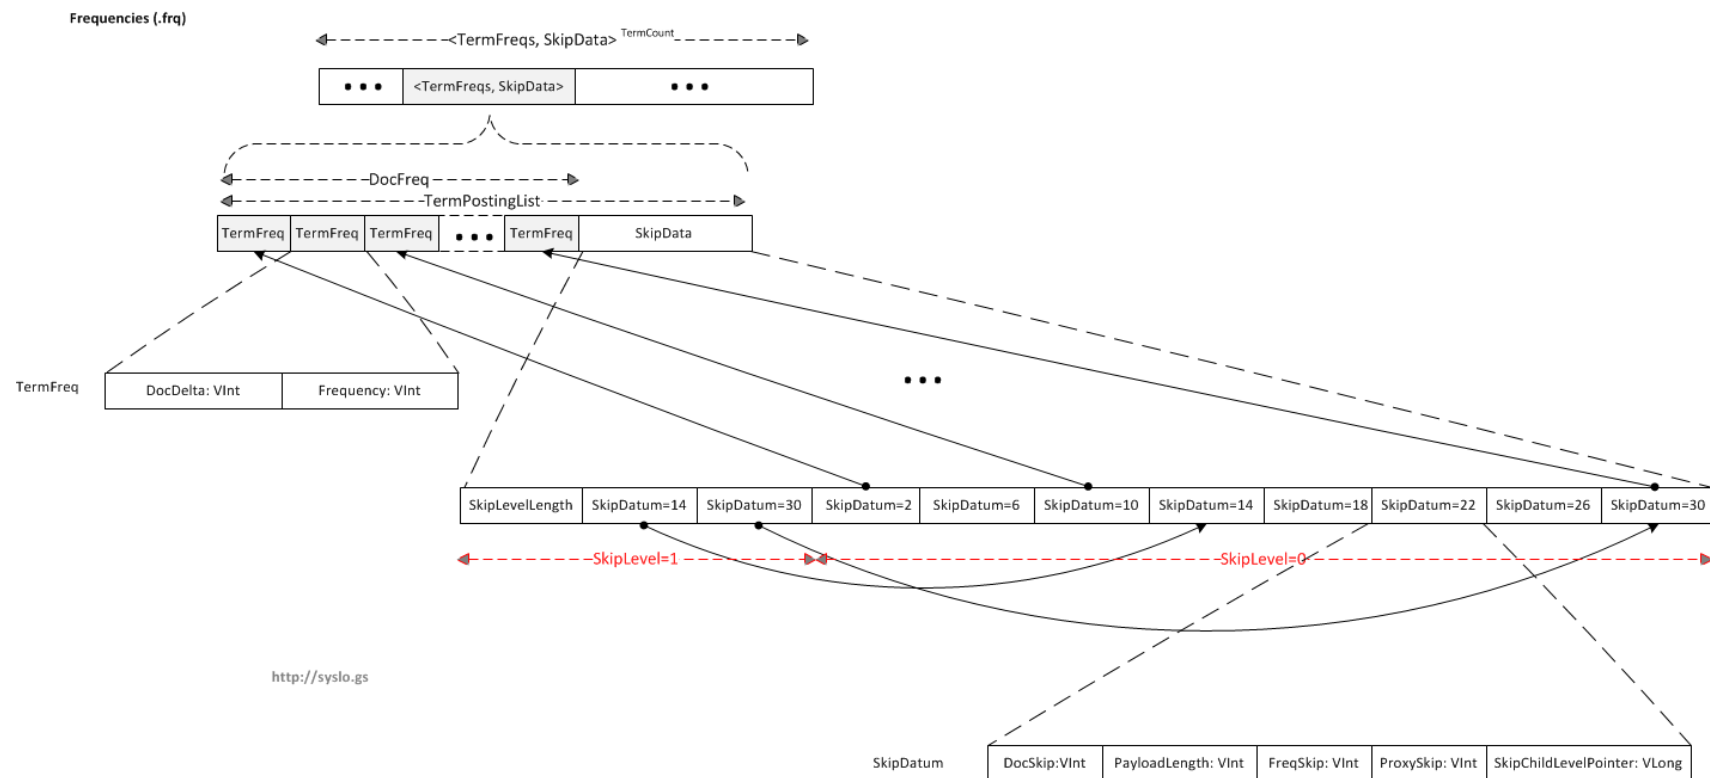 Frequencies (.frq)
<TermFreqs, SkipData> TermCount
••• <TermFreqs, SkipData> •••
DocFreq
TermPostingList
TermFreq TermFreq TermFreq ••• TermFreq SkipData
•••
TermFreq DocDelta: VInt Frequency: VInt
SkipLevelLength SkipDatum=14 SkipDatum=30 SkipDatum=2 SkipDatum=6 SkipDatum=10 SkipDatum=14 SkipDatum=18 SkipDatum=22 SkipDatum=26 SkipDatum=30
SkipLevel=1 SkipLevel=0
http://syslo.gs
SkipDatum DocSkip:VInt PayloadLength: VInt FreqSkip: VInt ProxySkip: VInt SkipChildLevelPointer: VLong